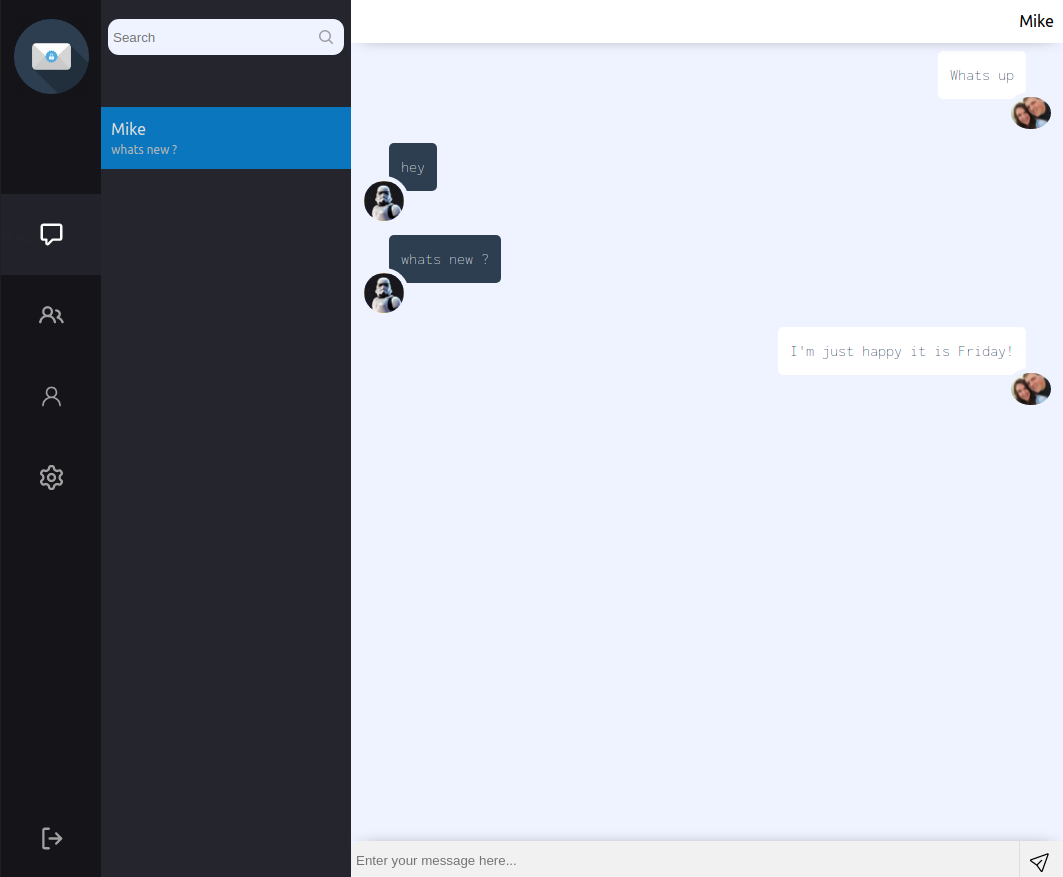 Search
Mike
whats new ?
Mike
Whats up
hey
whats new ?
I'm just happy it is Friday!
Enter your message here...